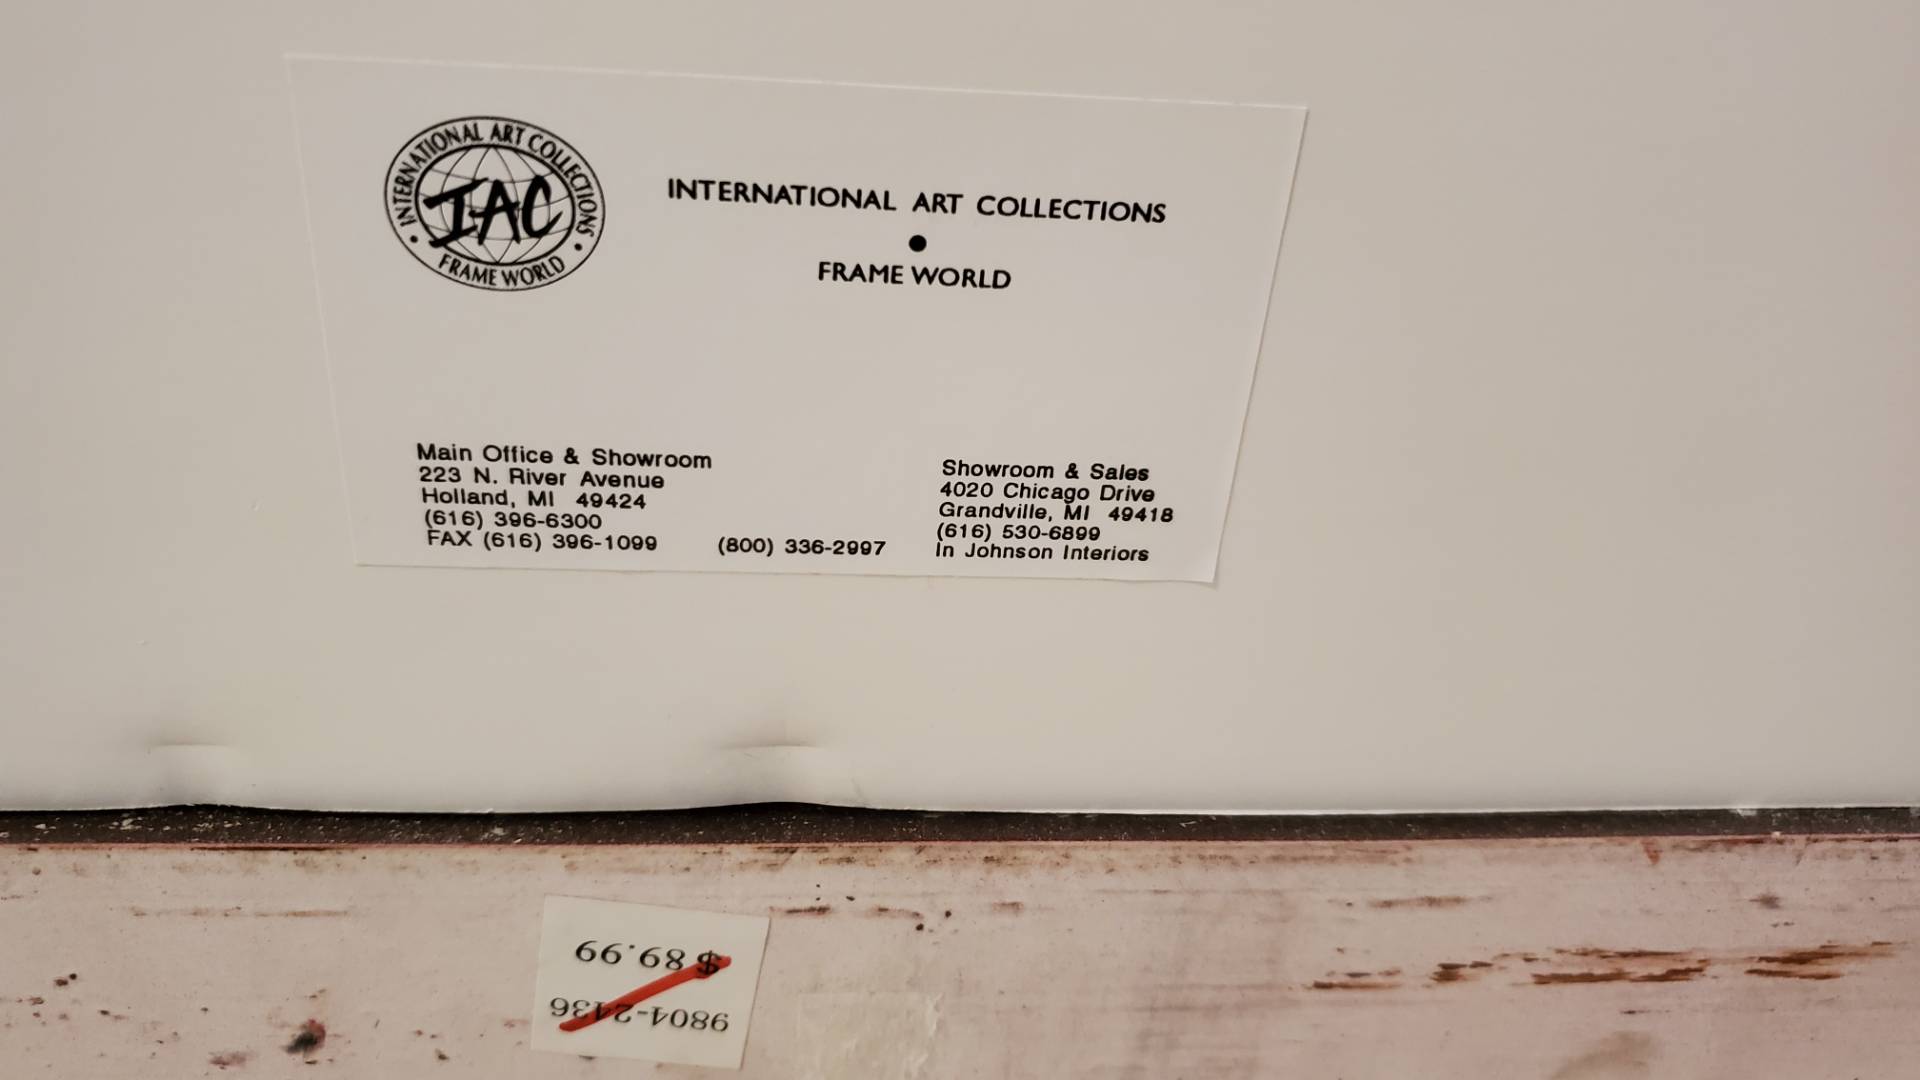 INTERNATIONAL ART COLLECTIONS
IAC
• FRAME WORLD •
INTERNATIONAL ART COLLECTIONS
●
FRAME WORLD
Main Office & Showroom
223 N. River Avenue
Holland, MI 49424
(616) 396-6300
FAX (616) 396-1099
(800) 336-2997
Showroom & Sales
4020 Chicago Drive
Grandville, MI 49418
(616) 530-6899
In Johnson Interiors
9804-2436
$ 89.99